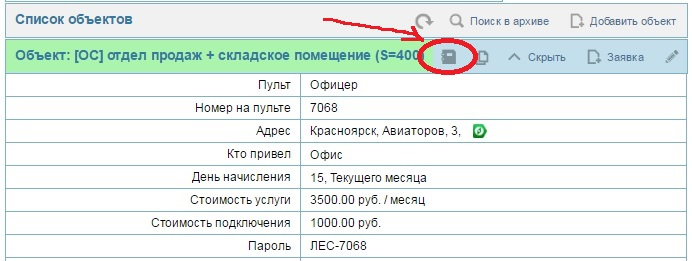 Список объектов Поиск в архиве Добавить объект
Объект: [ОС] отдел продаж + складское помещение (S=400) Скрыть Заявка
Пульт Офицер
Номер на пульте 7068
Адрес Красноярск, Авиаторов, 3,
Кто привел Офис
День начисления 15, Текущего месяца
Стоимость услуги 3500.00 руб. / месяц
Стоимость подключения 1000.00 руб.
Пароль ЛЕС-7068